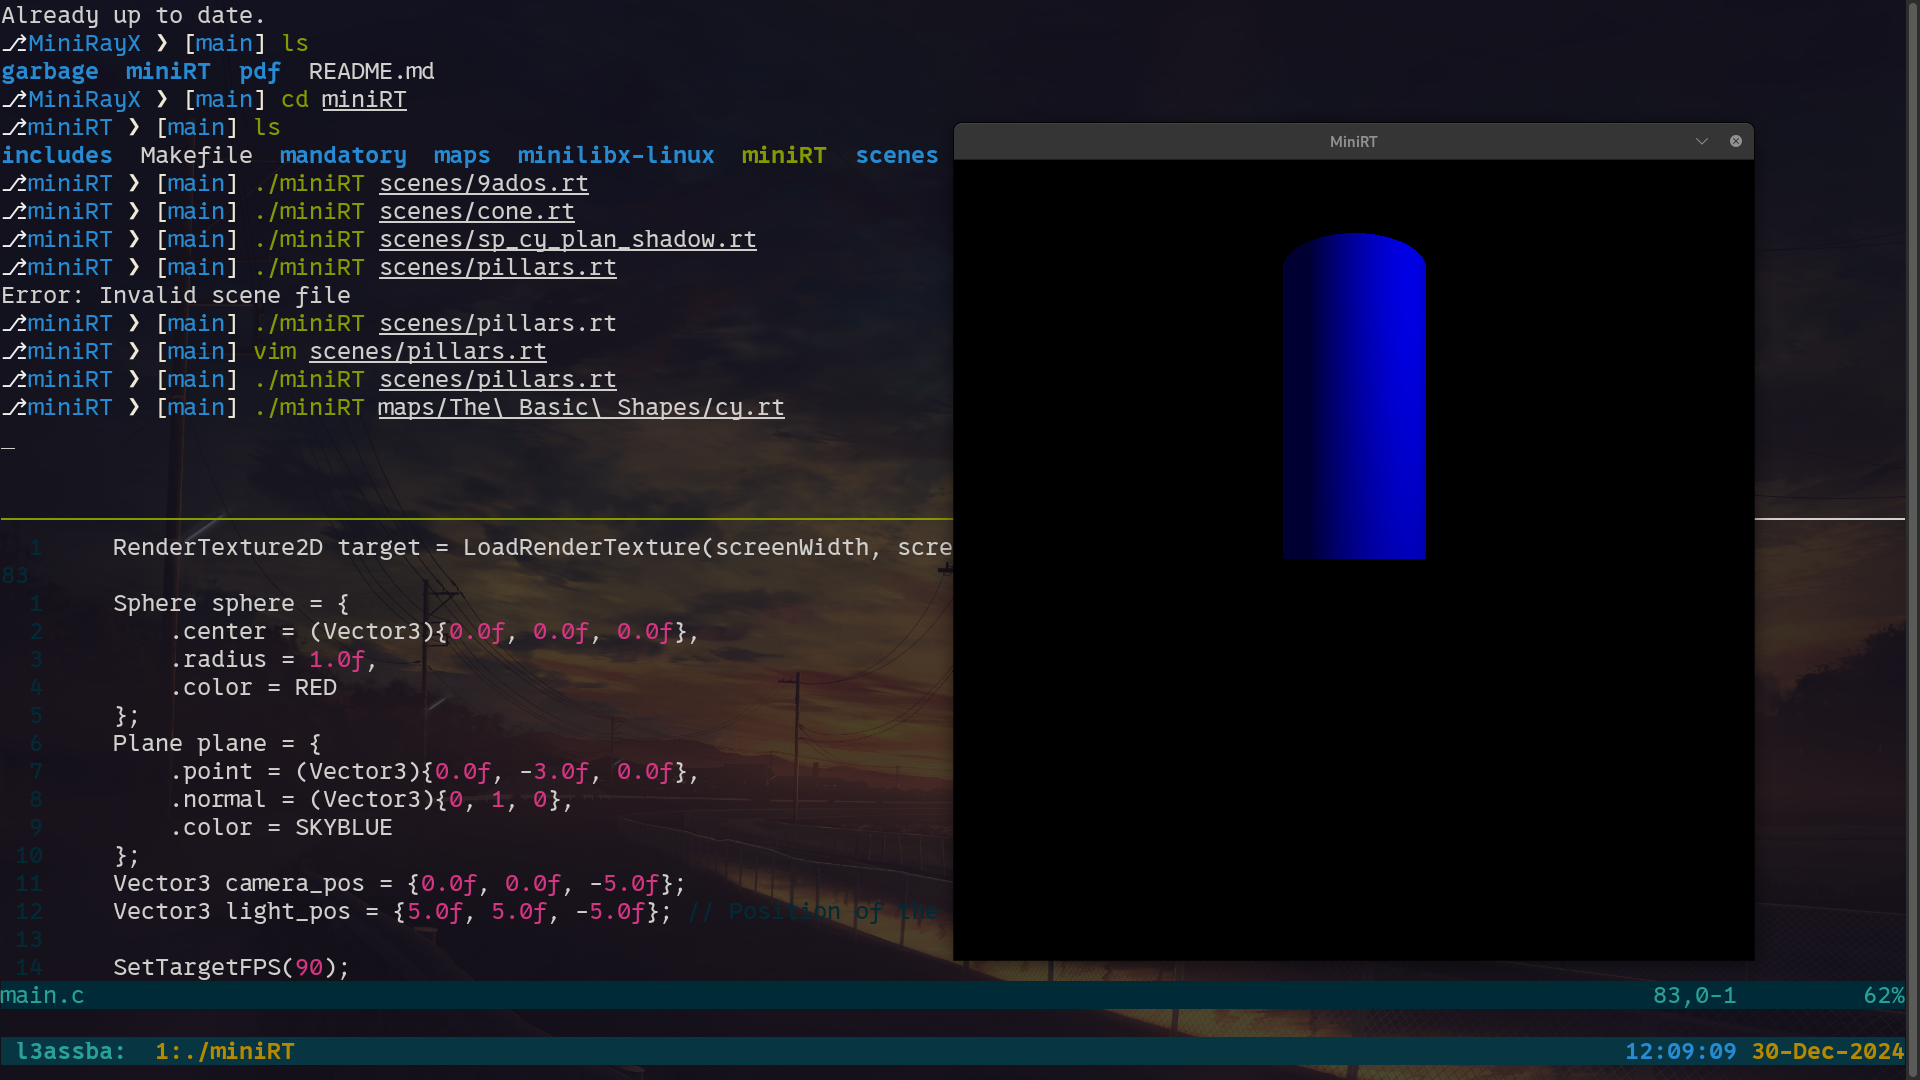 Already up to date.
⎇MiniRayX ❯ [main] ls
garbage  miniRT  pdf  README.md
⎇MiniRayX ❯ [main] cd miniRT
⎇miniRT ❯ [main] ls
includes  Makefile  mandatory  maps  minilibx-linux  miniRT  scenes
⎇miniRT ❯ [main] ./miniRT scenes/9ados.rt
⎇miniRT ❯ [main] ./miniRT scenes/cone.rt
⎇miniRT ❯ [main] ./miniRT scenes/sp_cy_plan_shadow.rt
⎇miniRT ❯ [main] ./miniRT scenes/pillars.rt
Error: Invalid scene file
⎇miniRT ❯ [main] ./miniRT scenes/pillars.rt
⎇miniRT ❯ [main] vim scenes/pillars.rt
⎇miniRT ❯ [main] ./miniRT scenes/pillars.rt
⎇miniRT ❯ [main] ./miniRT maps/The\ Basic\ Shapes/cy.rt
_
MiniRT
1 RenderTexture2D target = LoadRenderTexture(screenWidth, scre
83
1 Sphere sphere = {
2 .center = (Vector3){0.0f, 0.0f, 0.0f},
3 .radius = 1.0f,
4 .color = RED
5 };
6 Plane plane = {
7 .point = (Vector3){0.0f, -3.0f, 0.0f},
8 .normal = (Vector3){0, 1, 0},
9 .color = SKYBLUE
10 };
11 Vector3 camera_pos = {0.0f, 0.0f, -5.0f};
12 Vector3 light_pos = {5.0f, 5.0f, -5.0f}; // Position of the
13
14 SetTargetFPS(90);
main.c 83,0-1 62%
l3assba: 1:./miniRT 12:09:09 30-Dec-2024